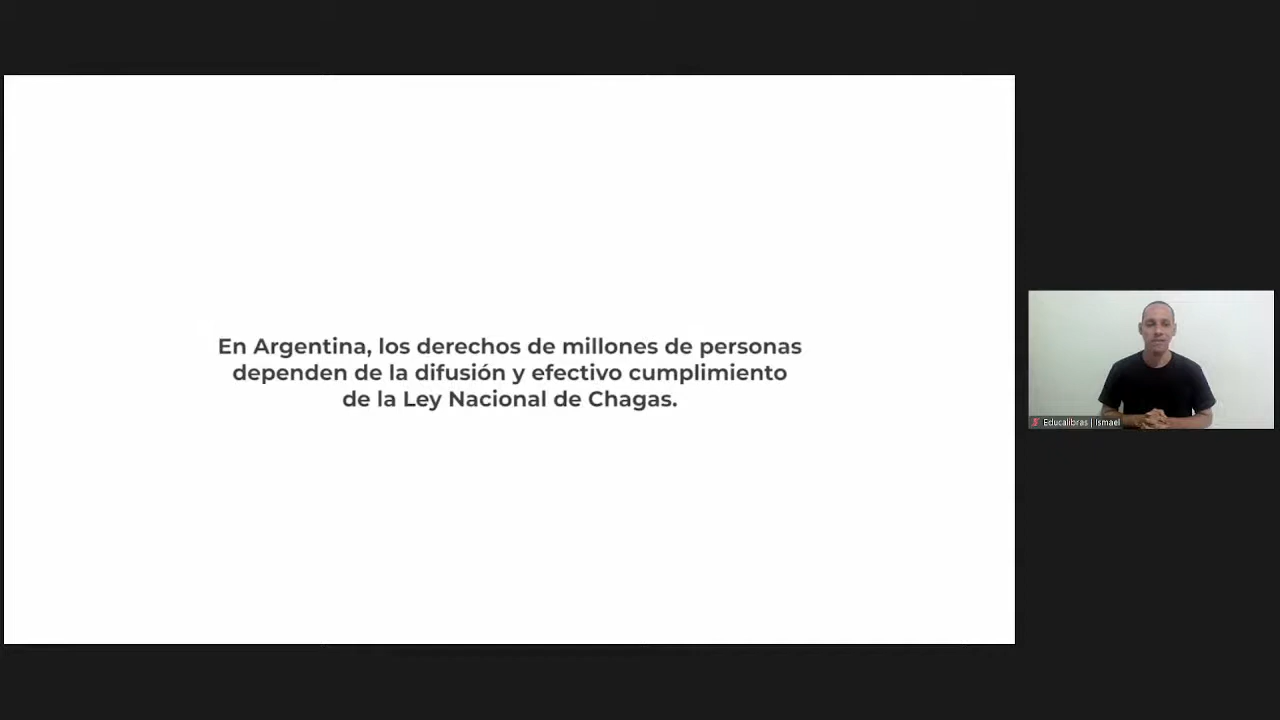 En Argentina, los derechos de millones de personas
dependen de la difusión y efectivo cumplimiento
de la Ley Nacional de Chagas.
Educalibras | Ismael